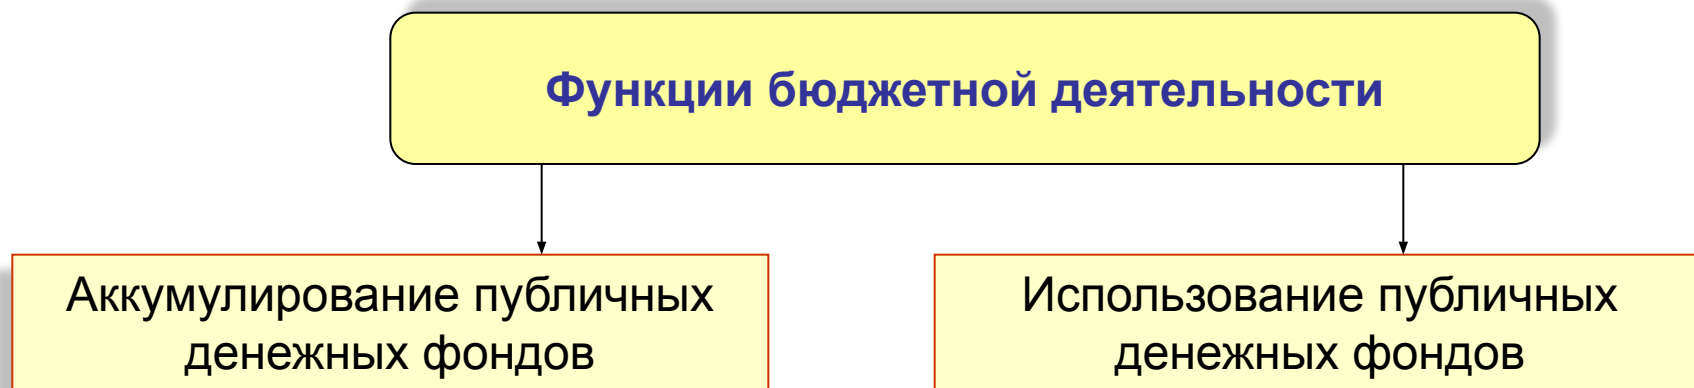 Функции бюджетной деятельности
Аккумулирование публичных
денежных фондов
Использование публичных
денежных фондов